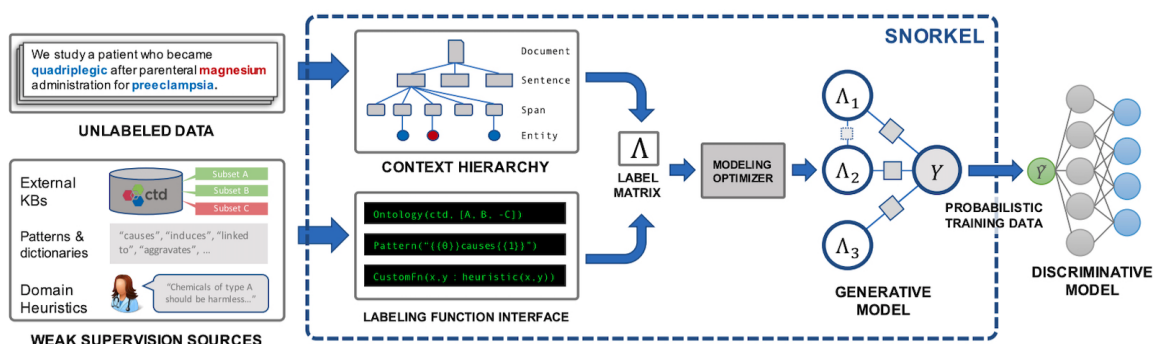 SNORKEL
We study a patient who became
quadriplegic after parenteral magnesium
administration for preeclampsia.
UNLABELED DATA
External
KBs
ctd
Subset A
Subset B
Subset C
Patterns &
dictionaries
“causes”, “induces”, “linked
to”, “aggravates”, ...
Domain
Heuristics
“Chemicals of type A
should be harmless...”
WEAK SUPERVISION SOURCES
Document
Sentence
Span
Entity
CONTEXT HIERARCHY
Ontology(ctd, [A, B, -C])
Pattern("{{0}}causes{{1}}")
CustomFn(x,y : heuristic(x,y))
LABELING FUNCTION INTERFACE
Λ
LABEL
MATRIX
MODELING
OPTIMIZER
Λ1
Λ2
Λ3
Y
GENERATIVE
MODEL
PROBABILISTIC
TRAINING DATA
Ỹ
DISCRIMINATIVE
MODEL